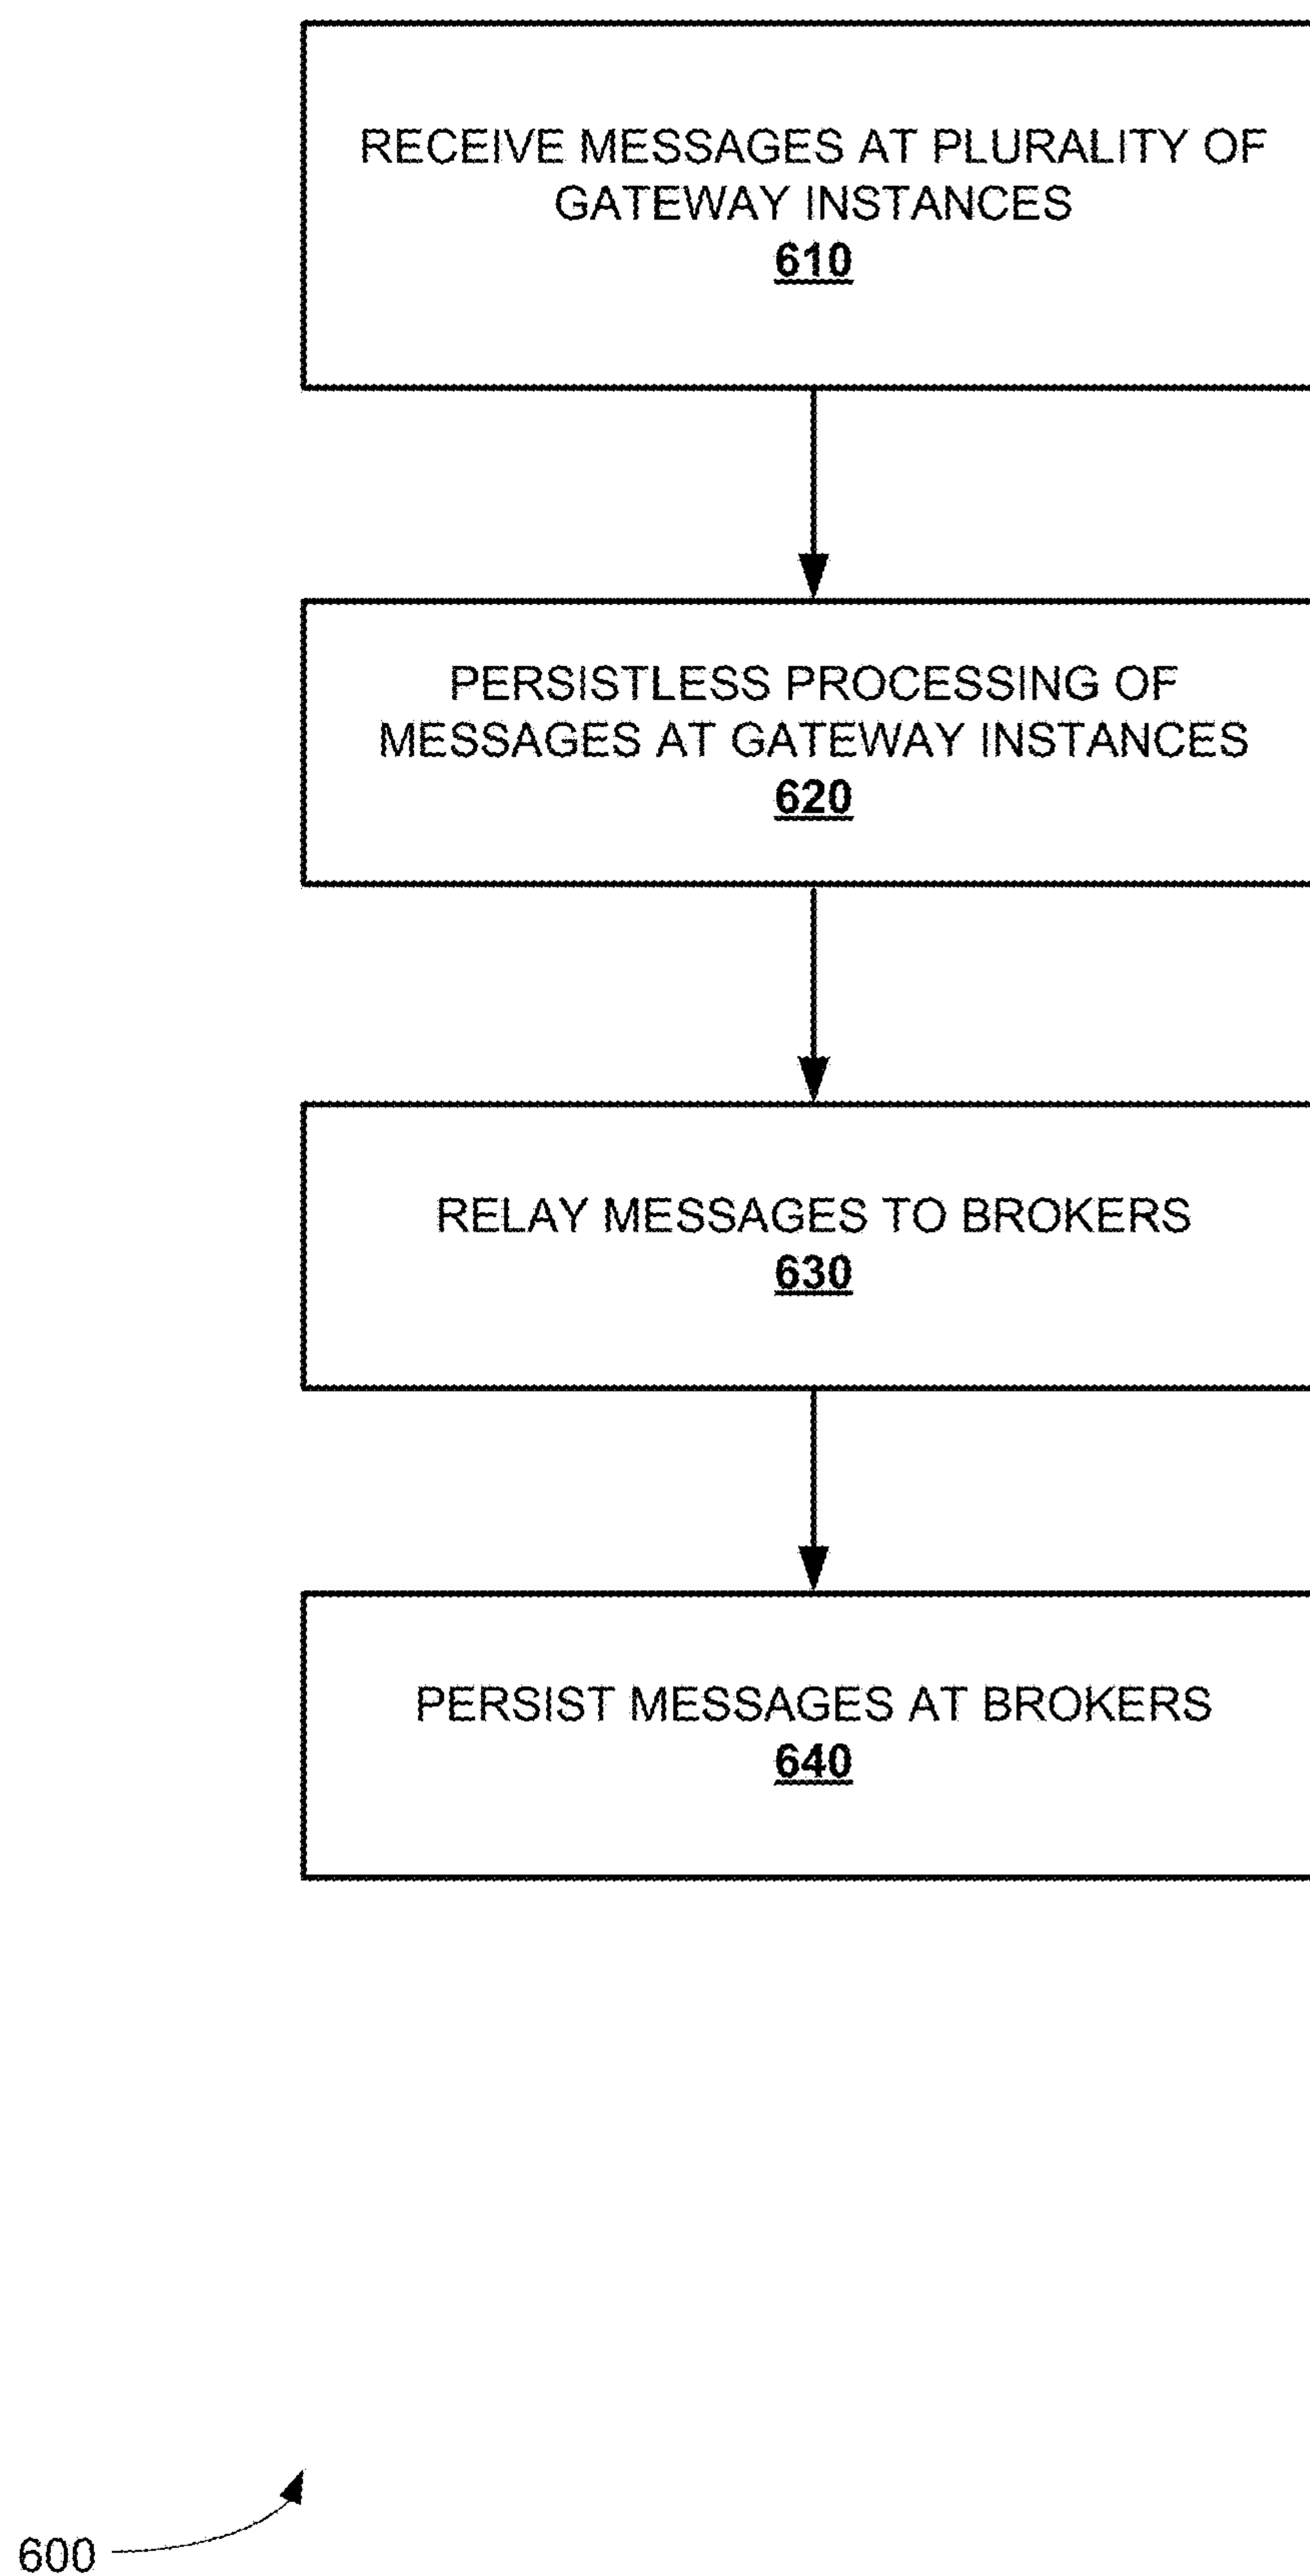 RECEIVE MESSAGES AT PLURALITY OF
GATEWAY INSTANCES
610
PERSISTLESS PROCESSING OF
MESSAGES AT GATEWAY INSTANCES
620
RELAY MESSAGES TO BROKERS
630
PERSIST MESSAGES AT BROKERS
640
600